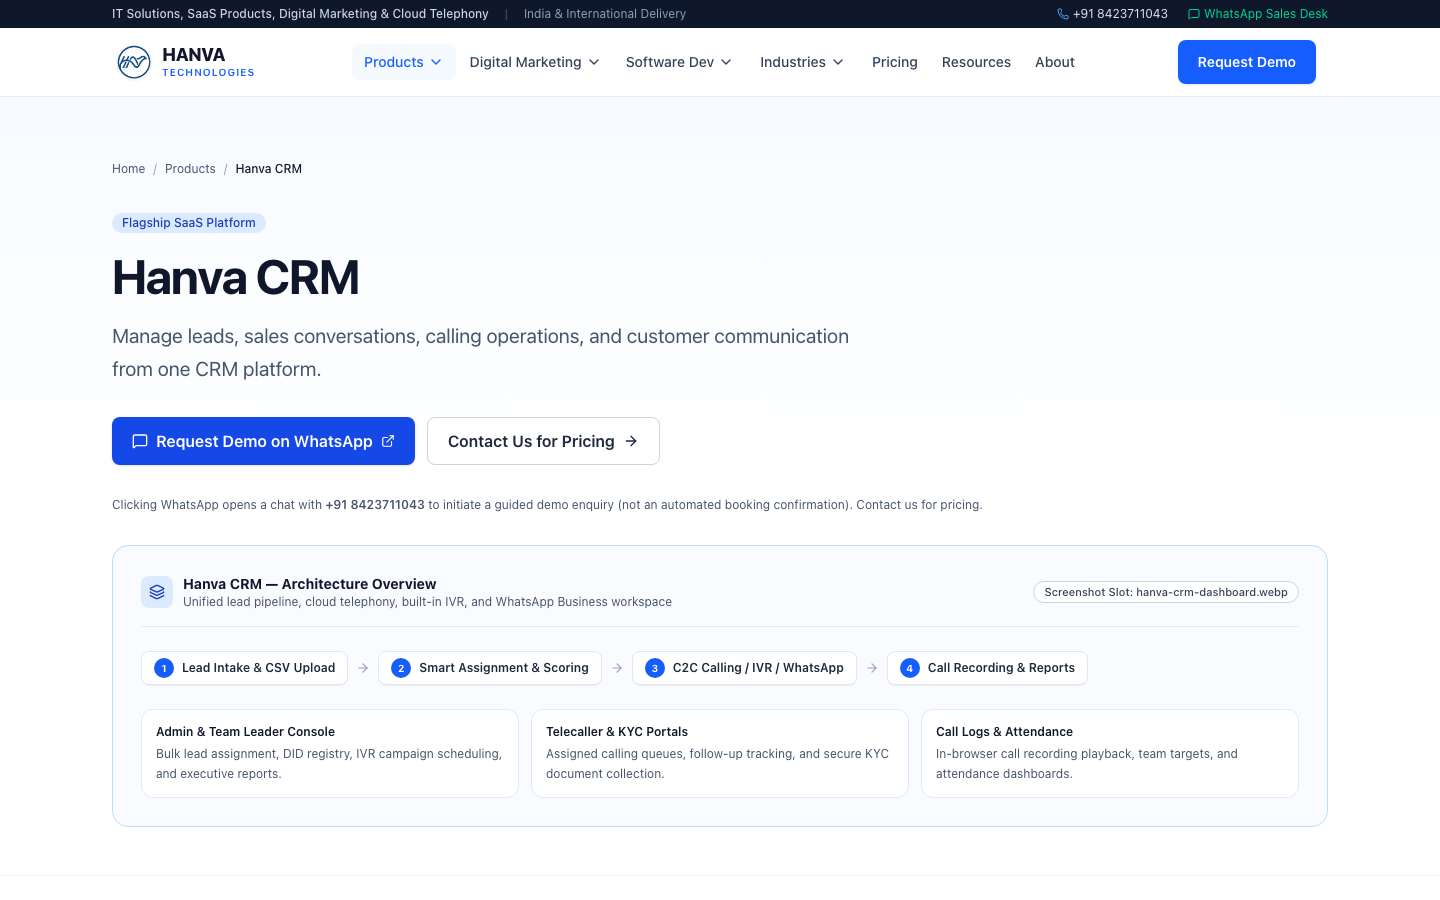 IT Solutions, SaaS Products, Digital Marketing & Cloud Telephony | India & International Delivery
+91 8423711043 WhatsApp Sales Desk
HANVA
TECHNOLOGIES
Products Digital Marketing Software Dev Industries Pricing Resources About
Request Demo
Home / Products / Hanva CRM
Flagship SaaS Platform
Hanva CRM
Manage leads, sales conversations, calling operations, and customer communication
from one CRM platform.
Request Demo on WhatsApp
Contact Us for Pricing
Clicking WhatsApp opens a chat with +91 8423711043 to initiate a guided demo enquiry (not an automated booking confirmation). Contact us for pricing.
Hanva CRM — Architecture Overview
Unified lead pipeline, cloud telephony, built-in IVR, and WhatsApp Business workspace
Screenshot Slot: hanva-crm-dashboard.webp
1 Lead Intake & CSV Upload
2 Smart Assignment & Scoring
3 C2C Calling / IVR / WhatsApp
4 Call Recording & Reports
Admin & Team Leader Console
Bulk lead assignment, DID registry, IVR campaign scheduling,
and executive reports.
Telecaller & KYC Portals
Assigned calling queues, follow-up tracking, and secure KYC
document collection.
Call Logs & Attendance
In-browser call recording playback, team targets, and
attendance dashboards.